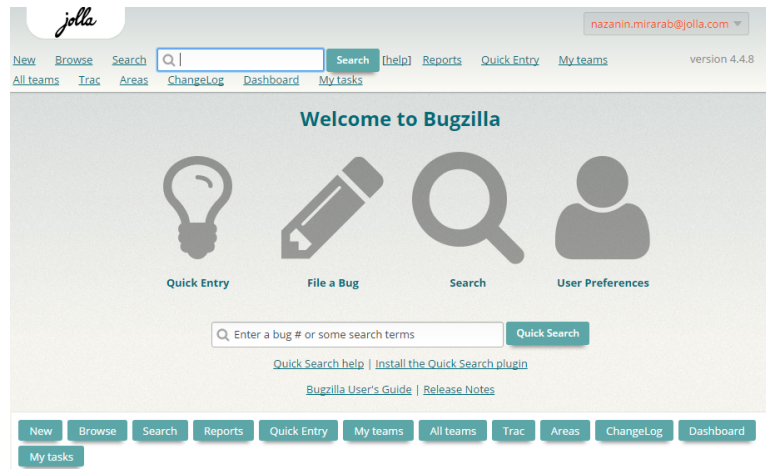 jolla
nazanin.mirarab@jolla.com
New Browse Search Search [help] Reports Quick Entry My teams version 4.4.8
All teams Trac Areas ChangeLog Dashboard My tasks
Welcome to Bugzilla
Quick Entry File a Bug Search User Preferences
Enter a bug # or some search terms Quick Search
Quick Search help | Install the Quick Search plugin
Bugzilla User's Guide | Release Notes
New Browse Search Reports Quick Entry My teams All teams Trac Areas ChangeLog Dashboard
My tasks